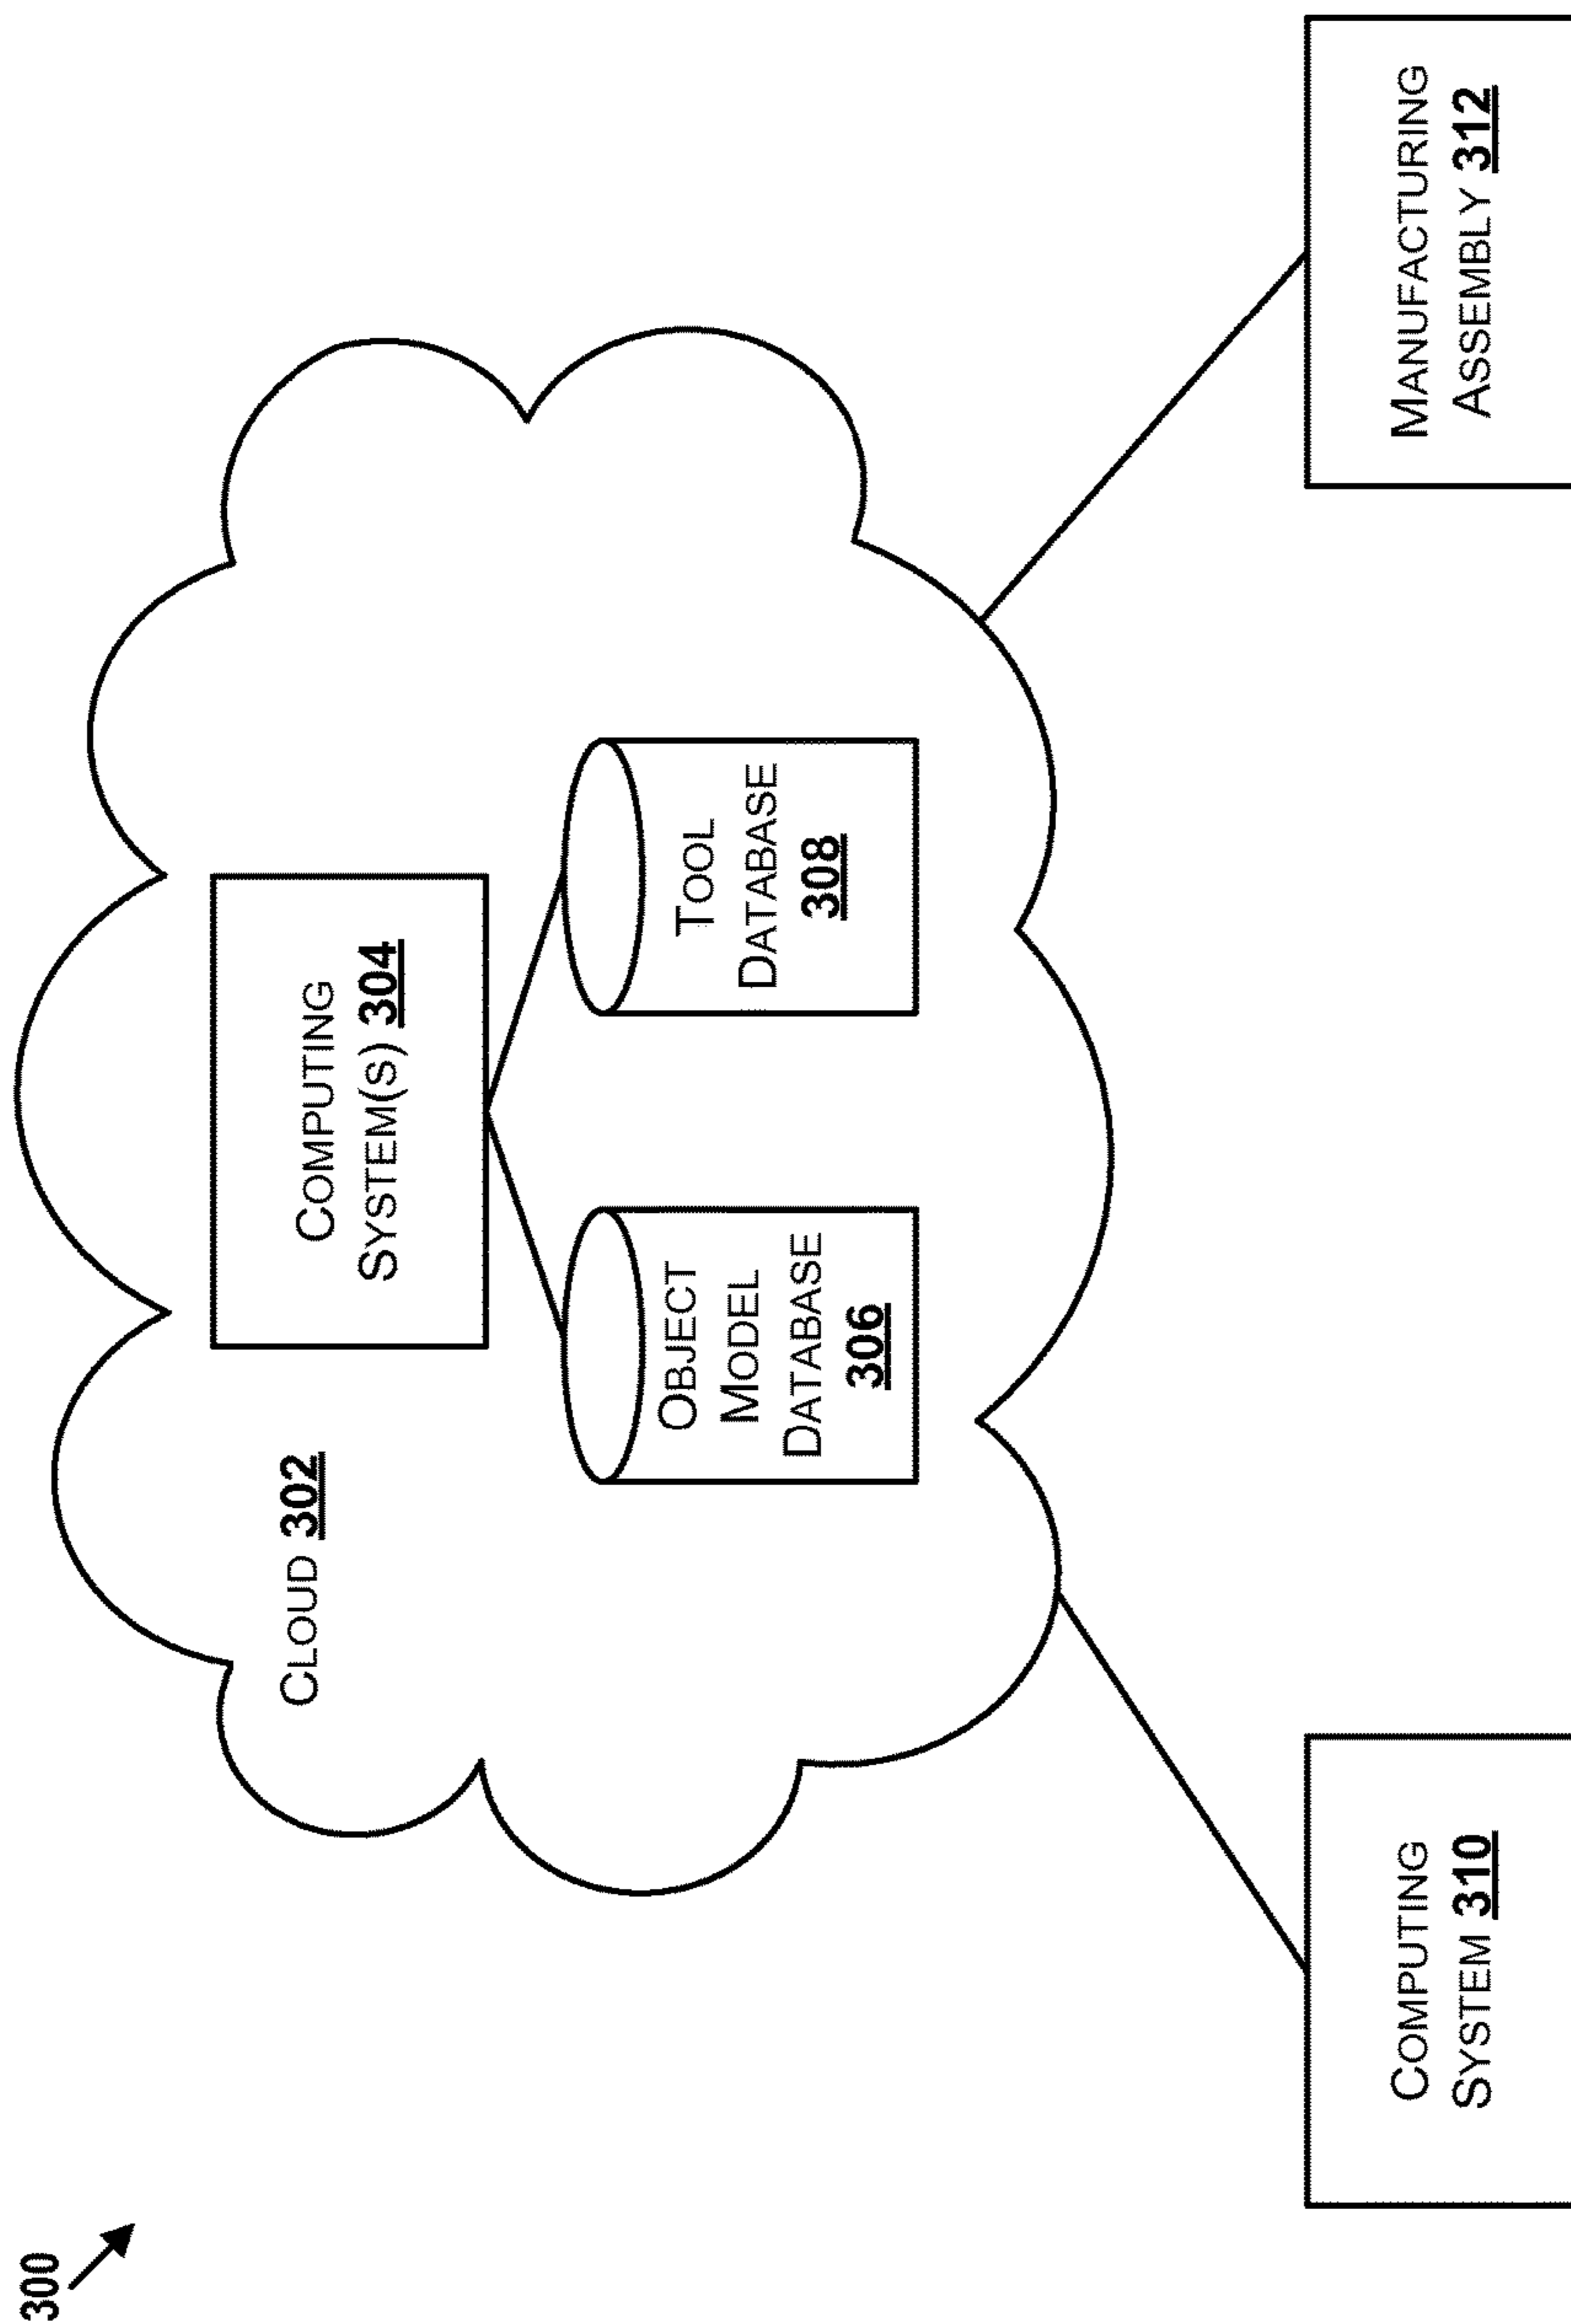 300
CLOUD 302
COMPUTING
SYSTEM(S) 304
OBJECT
MODEL
DATABASE
306
TOOL
DATABASE
308
COMPUTING
SYSTEM 310
MANUFACTURING
ASSEMBLY 312